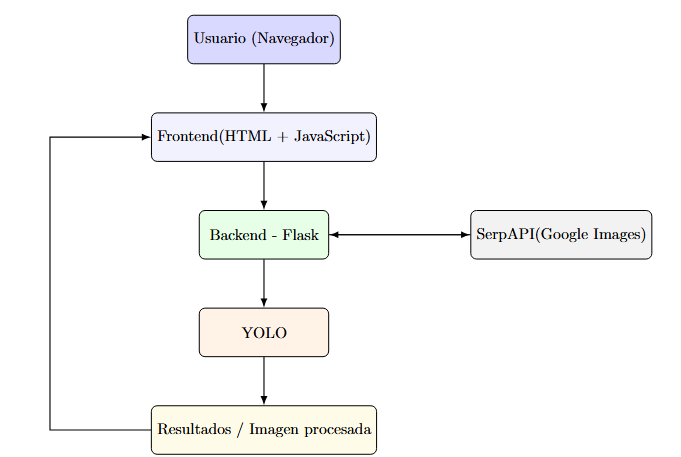 Usuario (Navegador)
Frontend(HTML + JavaScript)
Backend - Flask
SerpAPI(Google Images)
YOLO
Resultados / Imagen procesada